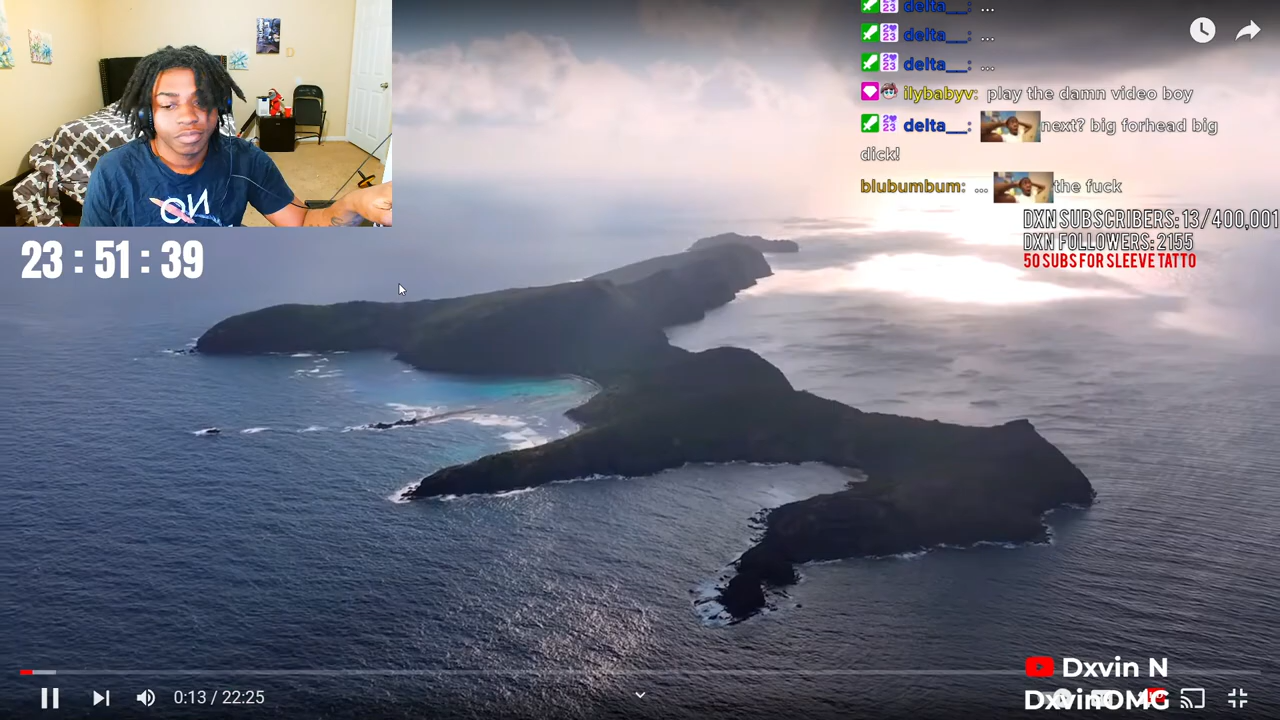 delta__: ...
delta__: ...
delta__: ...
ilybabyv: play the damn video boy
delta__: next? big forhead big
dick!
blubumbum: ... the fuck
DXN SUBSCRIBERS: 13/400,001
DXN FOLLOWERS: 2155
50 SUBS FOR SLEEVE TATTO
ON
23 : 51 : 39
Dxvin N
0:13 / 22:25
DxvinOMG